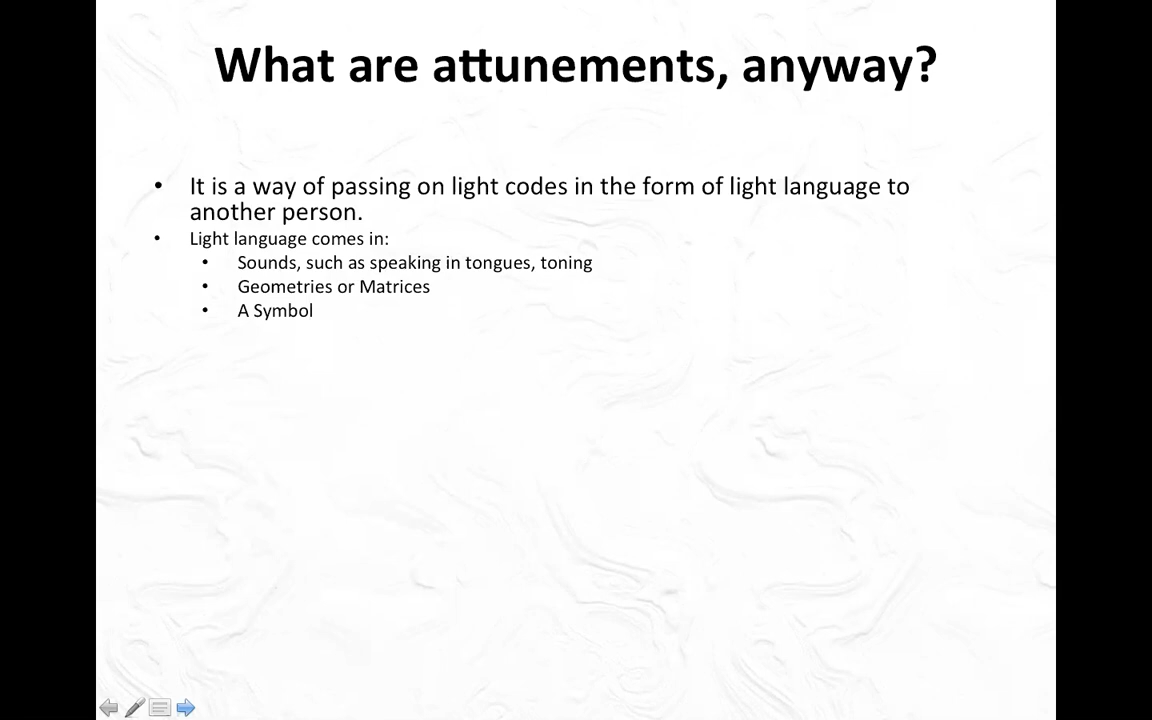 What are attunements, anyway?
• It is a way of passing on light codes in the form of light language to
another person.
• Light language comes in:
• Sounds, such as speaking in tongues, toning
• Geometries or Matrices
• A Symbol